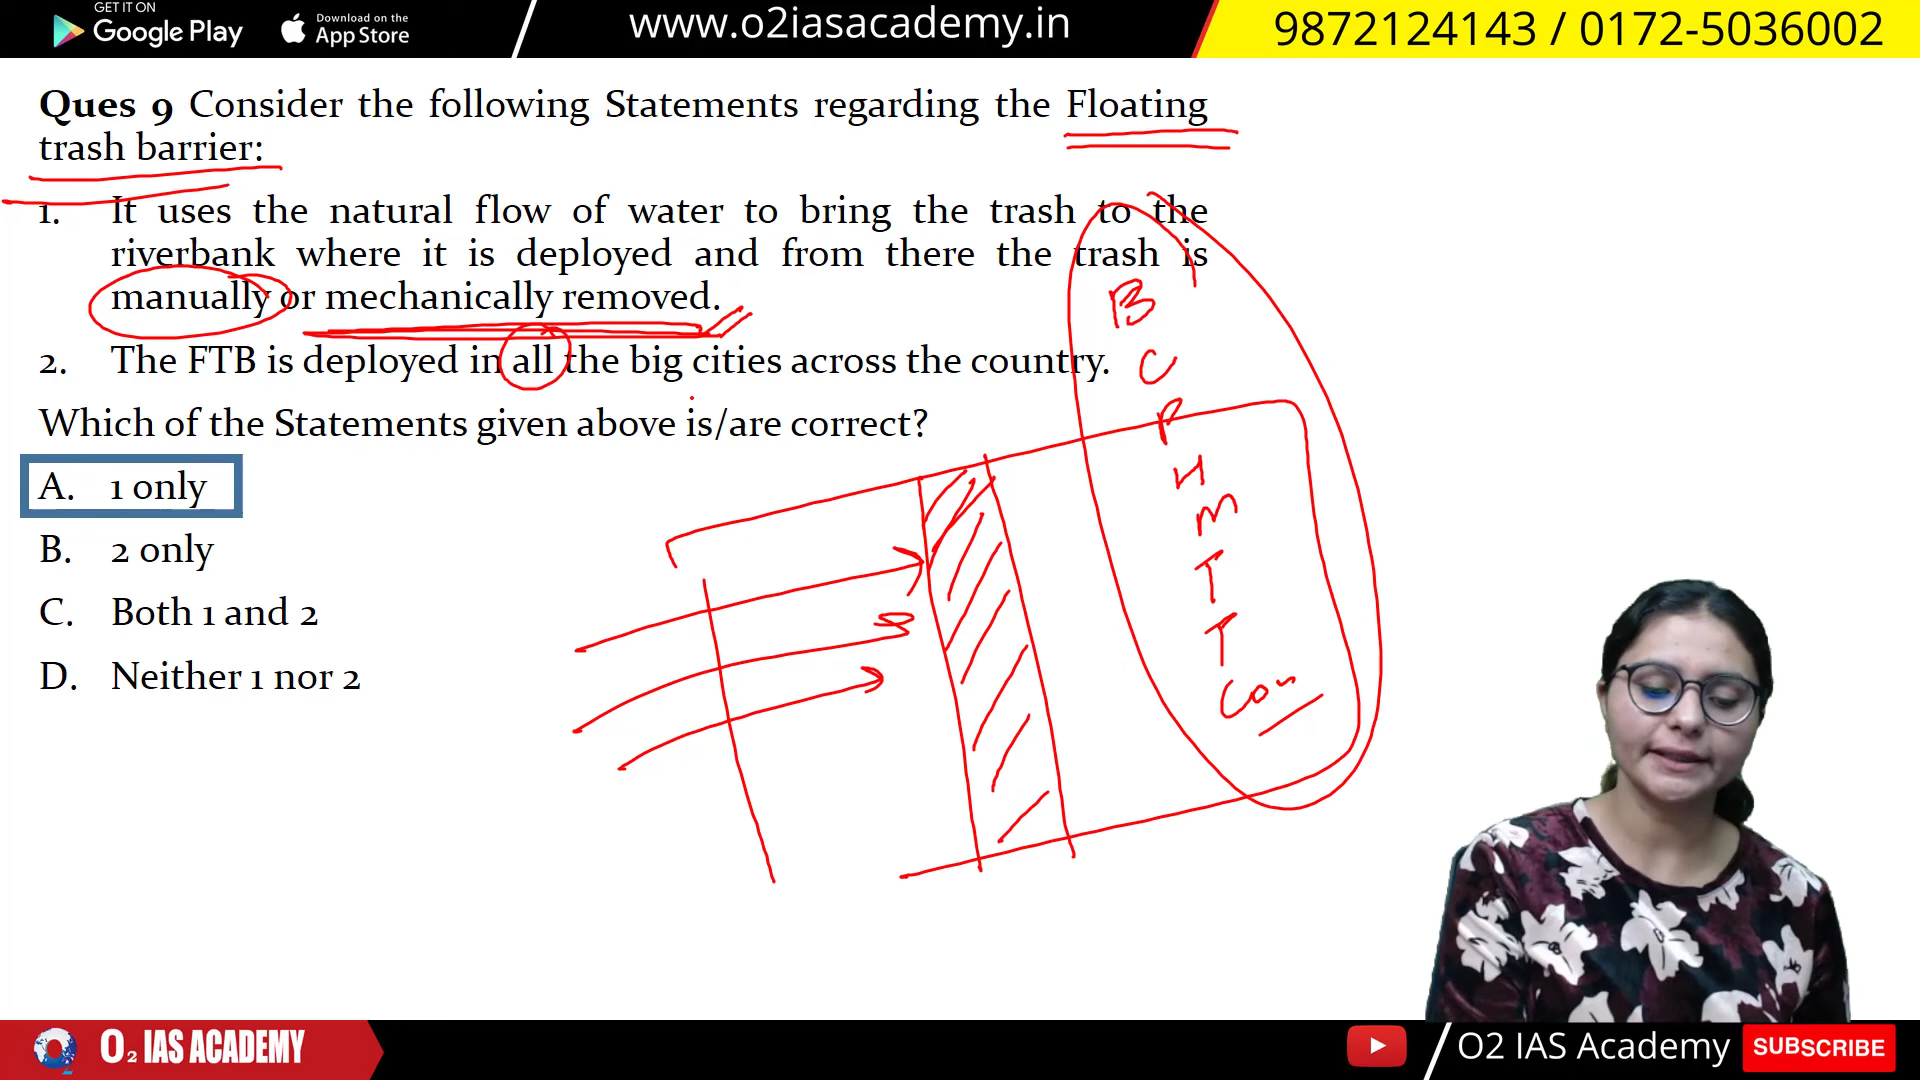 GET IT ON
Google Play
Download on the
App Store
www.o2iasacademy.in
9872124143 / 0172-5036002
Ques 9 Consider the following Statements regarding the Floating
trash barrier:
1. It uses the natural flow of water to bring the trash to the
riverbank where it is deployed and from there the trash is
manually or mechanically removed.
2. The FTB is deployed in all the big cities across the country.
Which of the Statements given above is/are correct?
A. 1 only
B. 2 only
C. Both 1 and 2
D. Neither 1 nor 2
B
C
P
H
M
T
T
Con
O2 IAS ACADEMY
O2 IAS Academy
SUBSCRIBE